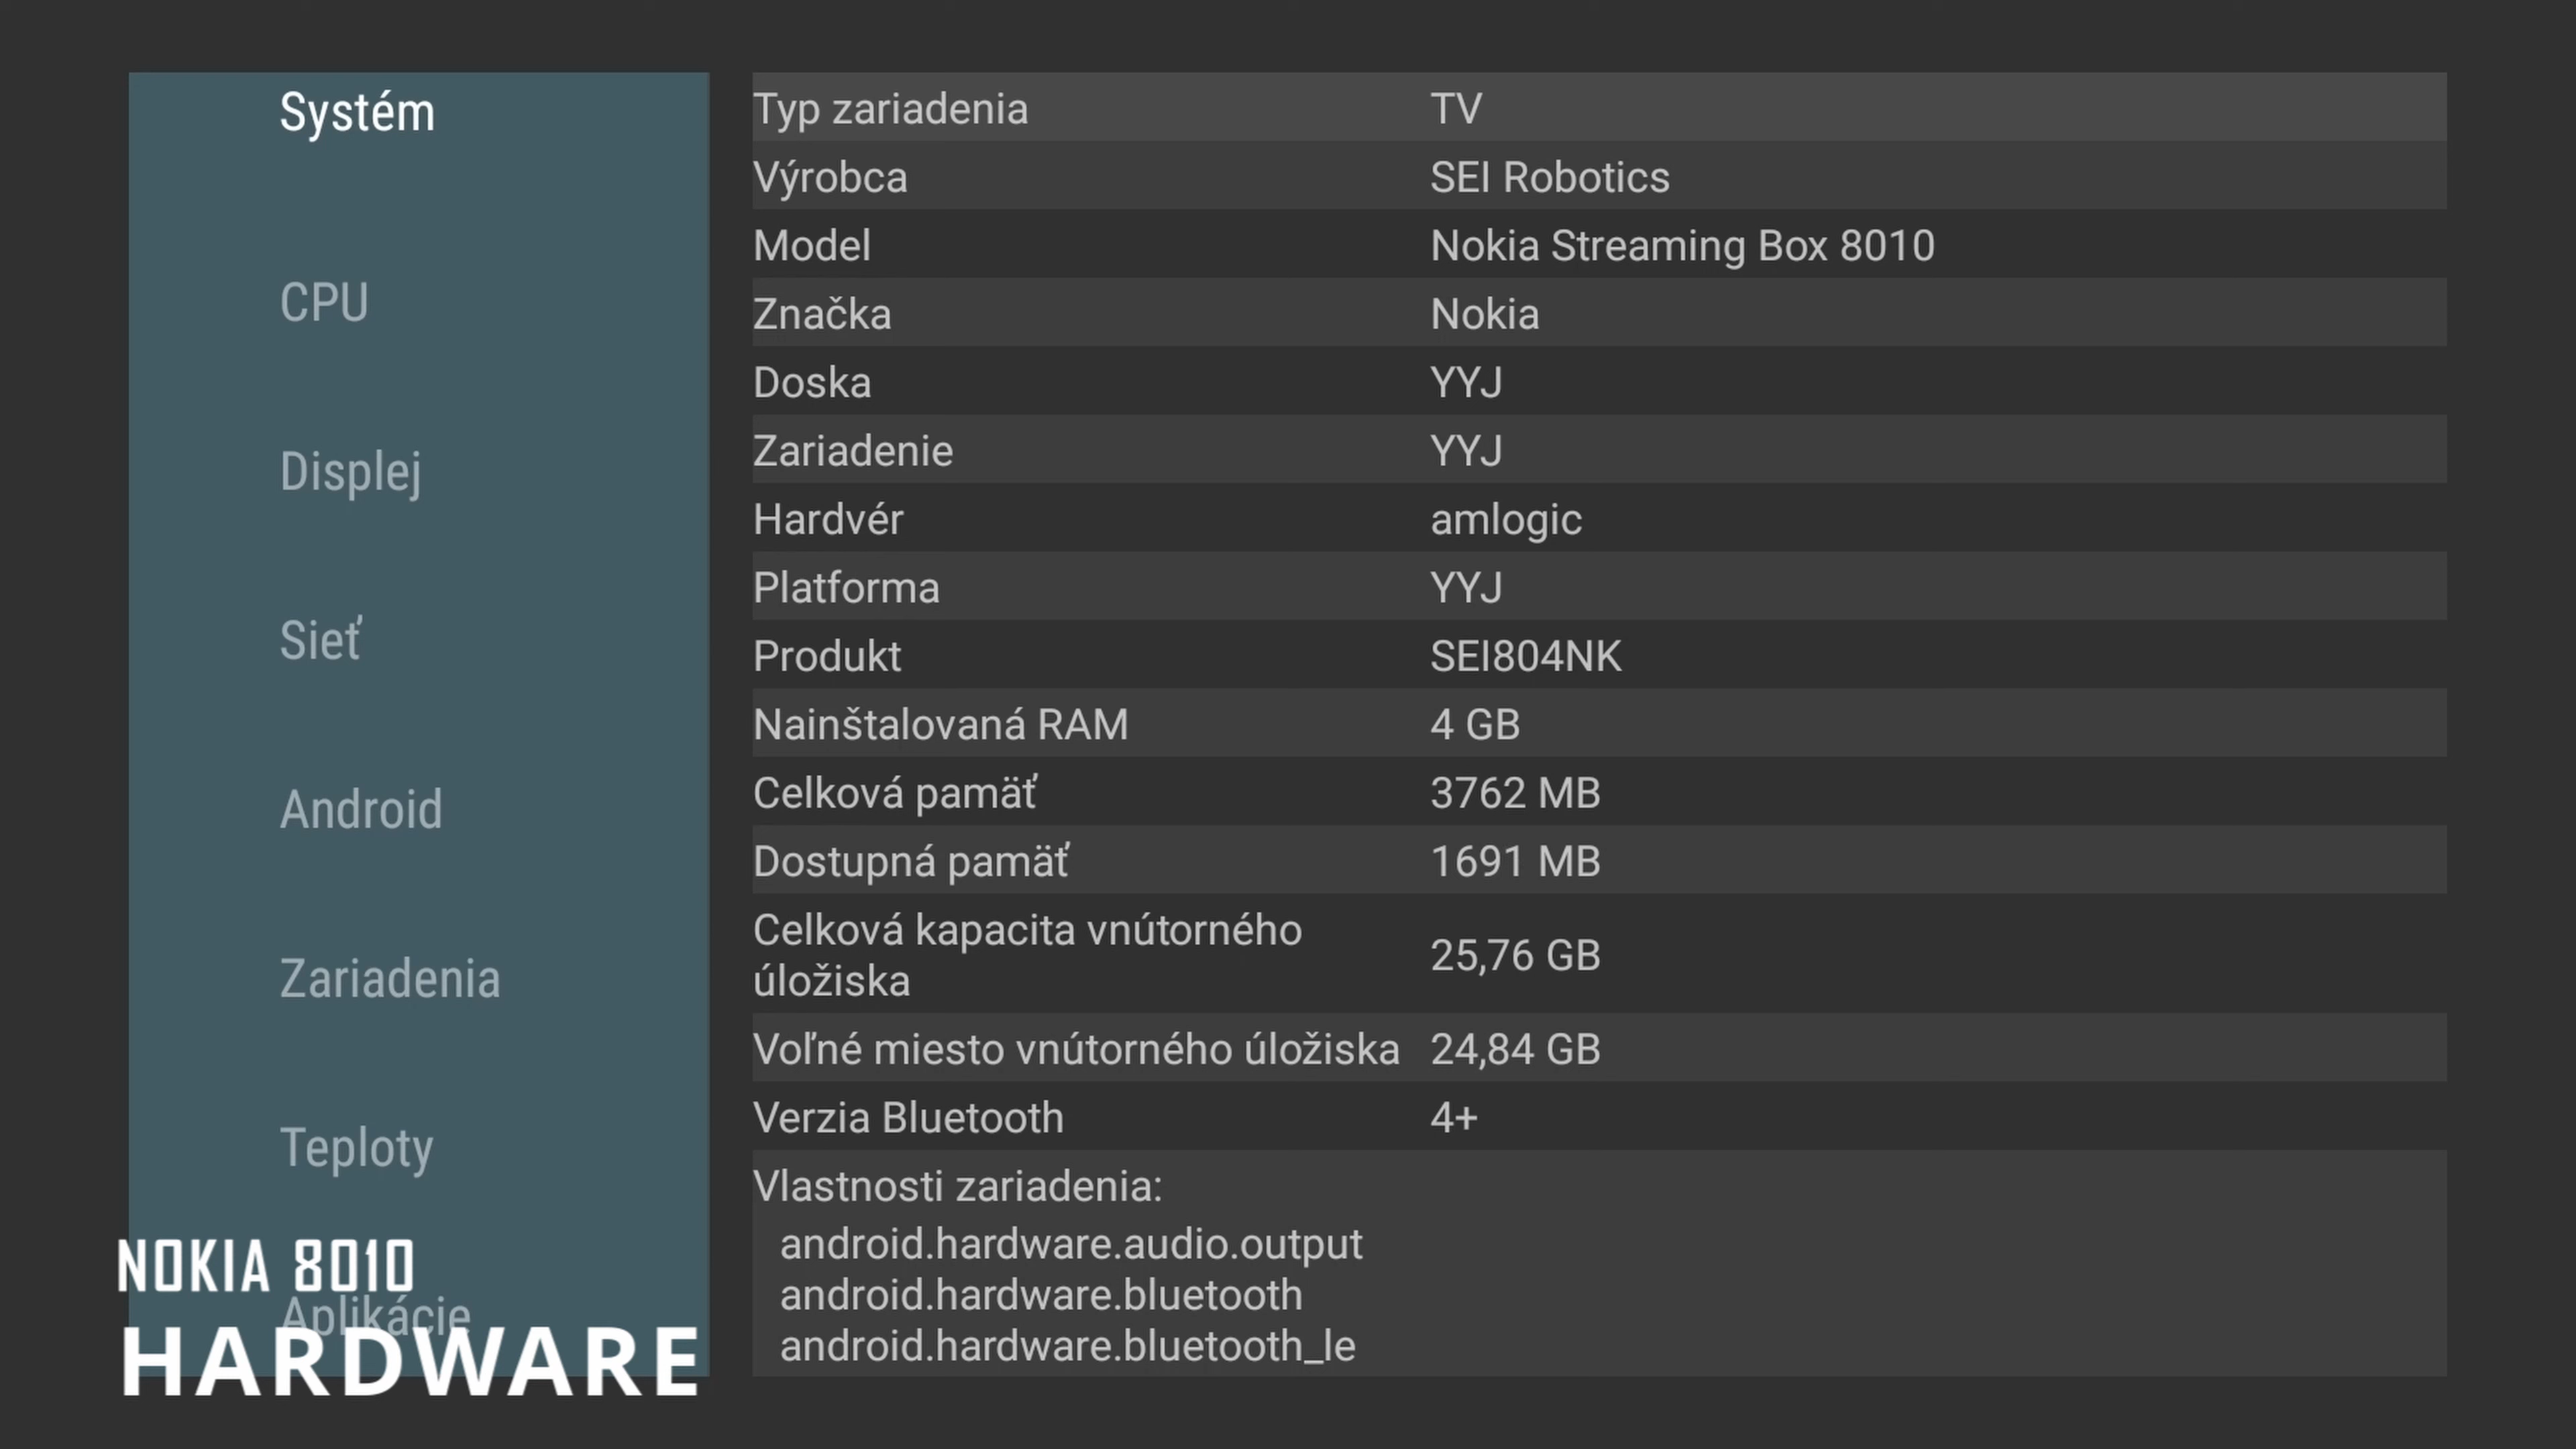 Systém
CPU
Displej
Sieť
Android
Zariadenia
Teploty
Aplikácie
Typ zariadenia TV
Výrobca SEI Robotics
Model Nokia Streaming Box 8010
Značka Nokia
Doska YYJ
Zariadenie YYJ
Hardvér amlogic
Platforma YYJ
Produkt SEI804NK
Nainštalovaná RAM 4 GB
Celková pamäť 3762 MB
Dostupná pamäť 1691 MB
Celková kapacita vnútorného
úložiska 25,76 GB
Voľné miesto vnútorného úložiska 24,84 GB
Verzia Bluetooth 4+
Vlastnosti zariadenia:
android.hardware.audio.output
android.hardware.bluetooth
android.hardware.bluetooth_le
NOKIA 8010
HARDWARE